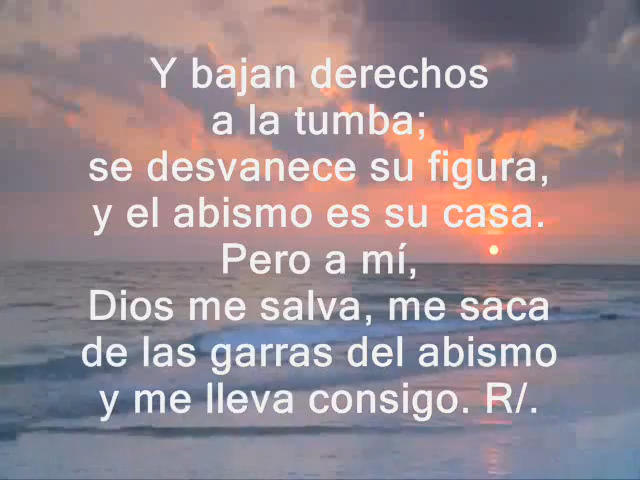 Y bajan derechos
a la tumba;
se desvanece su figura,
y el abismo es su casa.
Pero a mí,
Dios me salva, me saca
de las garras del abismo
y me lleva consigo. R/.